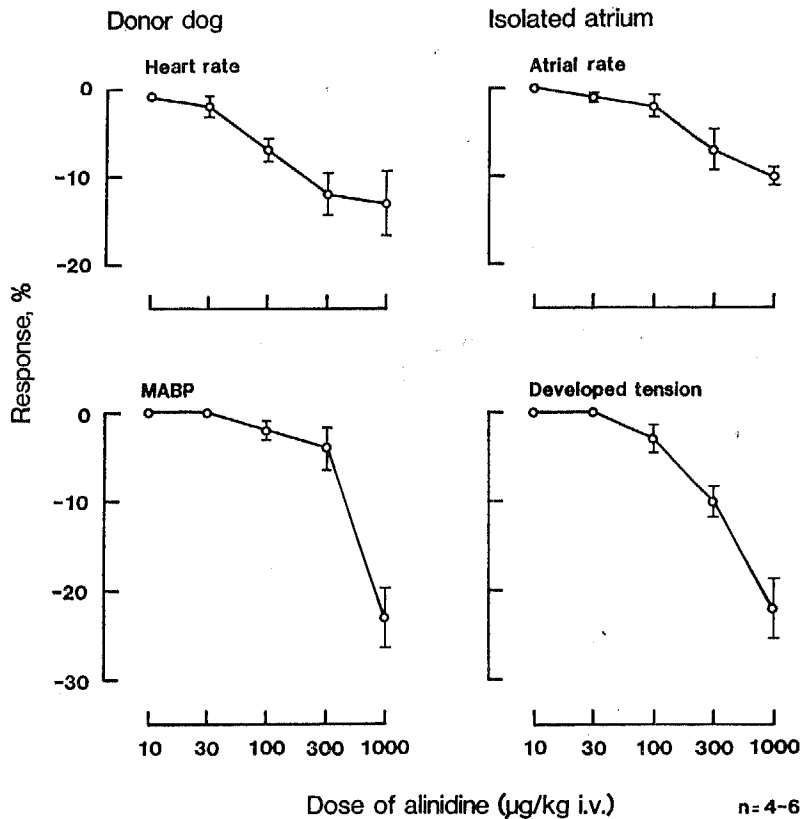 Donor dog
Isolated atrium
Heart rate
Atrial rate
0
-10
-20
Response, %
MABP
Developed tension
0
-10
-20
-30
10 30 100 300 1000
10 30 100 300 1000
Dose of alinidine (μg/kg i.v.)
n=4-6